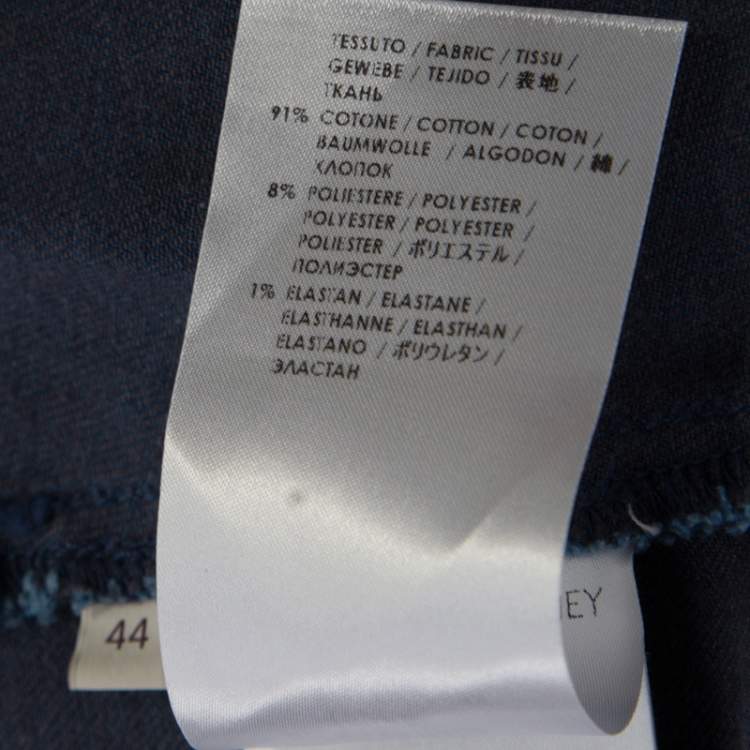 TESSUTO / FABRIC / TISSU /
GEWEBE / TEJIDO / 表地 /
ТКАНЬ
91% COTONE / COTTON / COTON /
BAUMWOLLE / ALGODON / 綿 /
ХЛОПОК
8% POLIESTERE / POLYESTER /
POLYESTER / POLYESTER /
POLIESTER / ポリエステル /
ПОЛИЭСТЕР
1% ELASTAN / ELASTANE /
ELASTHANNE / ELASTHAN /
ELASTANO / ポリウレタン /
ЭЛАСТАН
EY
44